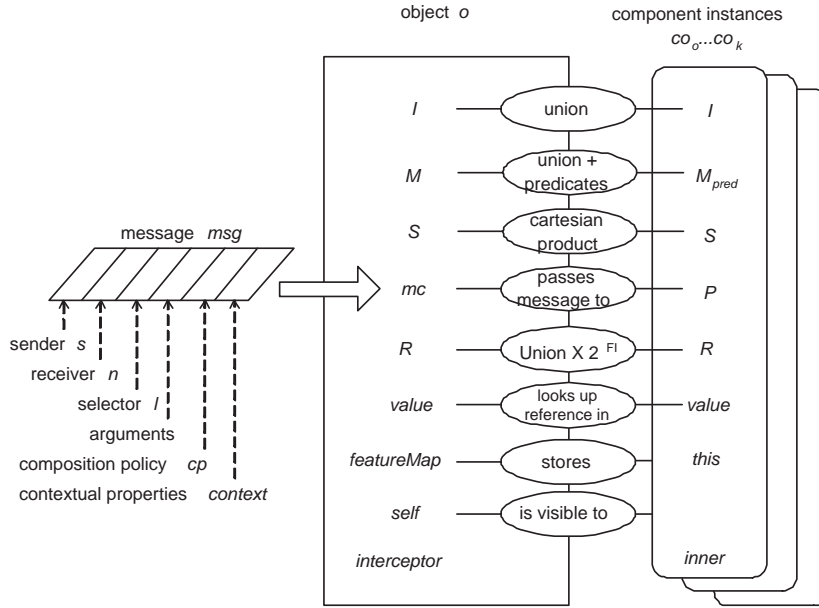 object o
component instances
co_o...co_k
I union I
M union + predicates M_pred
S cartesian product S
message msg
mc passes message to P
R Union X 2^FI R
value looks up reference in value
featureMap stores this
self is visible to
interceptor inner
sender s
receiver n
selector l
arguments
composition policy cp
contextual properties context